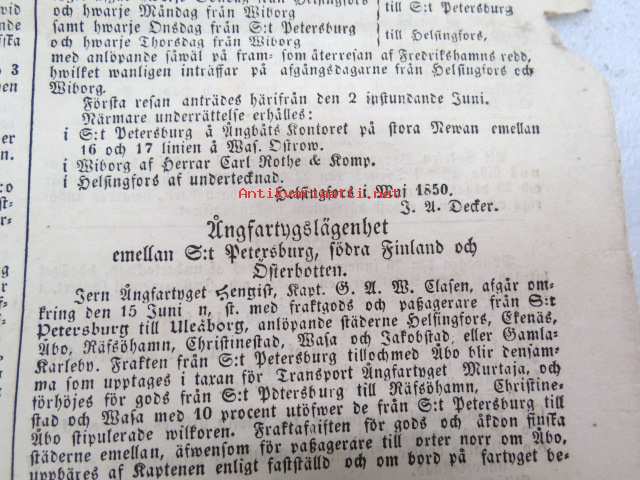 och hwarje Måndag från Wiborg
till S:t Petersburg
samt hwarje Onsdag från S:t Petersburg
och hwarje Thorsdag från Wiborg
till Helsingfors,
med anlöpande såwäl på fram- som återresan af Fredrikshamns redd,
hwilket wanligen inträffar på afgångsdagarne från Helsingfors och
Wiborg.
Första resan anträdes härifrån den 2 instundande Juni.
Närmare underrättelse erhålles:
i S:t Petersburg å Ångbåts Kontoret på stora Newan emellan
16 och 17 linien å Was. Ostrow.
i Wiborg af Herrar Carl Rothe & Komp.
i Helsingfors af undertecknad.
Helsingfors i Maj 1850.
J. A. Decker.
Ångfartygslägenhet
emellan S:t Petersburg, södra Finland och
Österbotten.
Jern Ångfartyget Hengist, Kapt. G. A. W. Clasen, afgår om-
kring den 15 Juni n, st. med fraktgods och passagerare från S:t
Petersburg till Uleåborg, anlöpande städerne Helsingfors, Ekenäs,
Åbo, Räfsöhamn, Christinestad, Wasa och Jakobstad, eller Gamla-
Karleby. Frakten från S:t Petersburg tillochmed Åbo blir densam-
ma som upptages i taxan för Transport Ångfartyget Murtaja, och
förhöjes för gods från S:t Pdtersburg till Räfsöhamn, Christine-
stad och Wasa med 10 procent utöfwer de från S:t Petersburg till
Åbo stipulerade wilkoren. Fraktafgiften för gods och åkdon finska
städerne emellan, äfwensom för passagerare till orter norr om Åbo,
uppbäres af Kaptenen enligt fastställd och om bord på fartyget be-